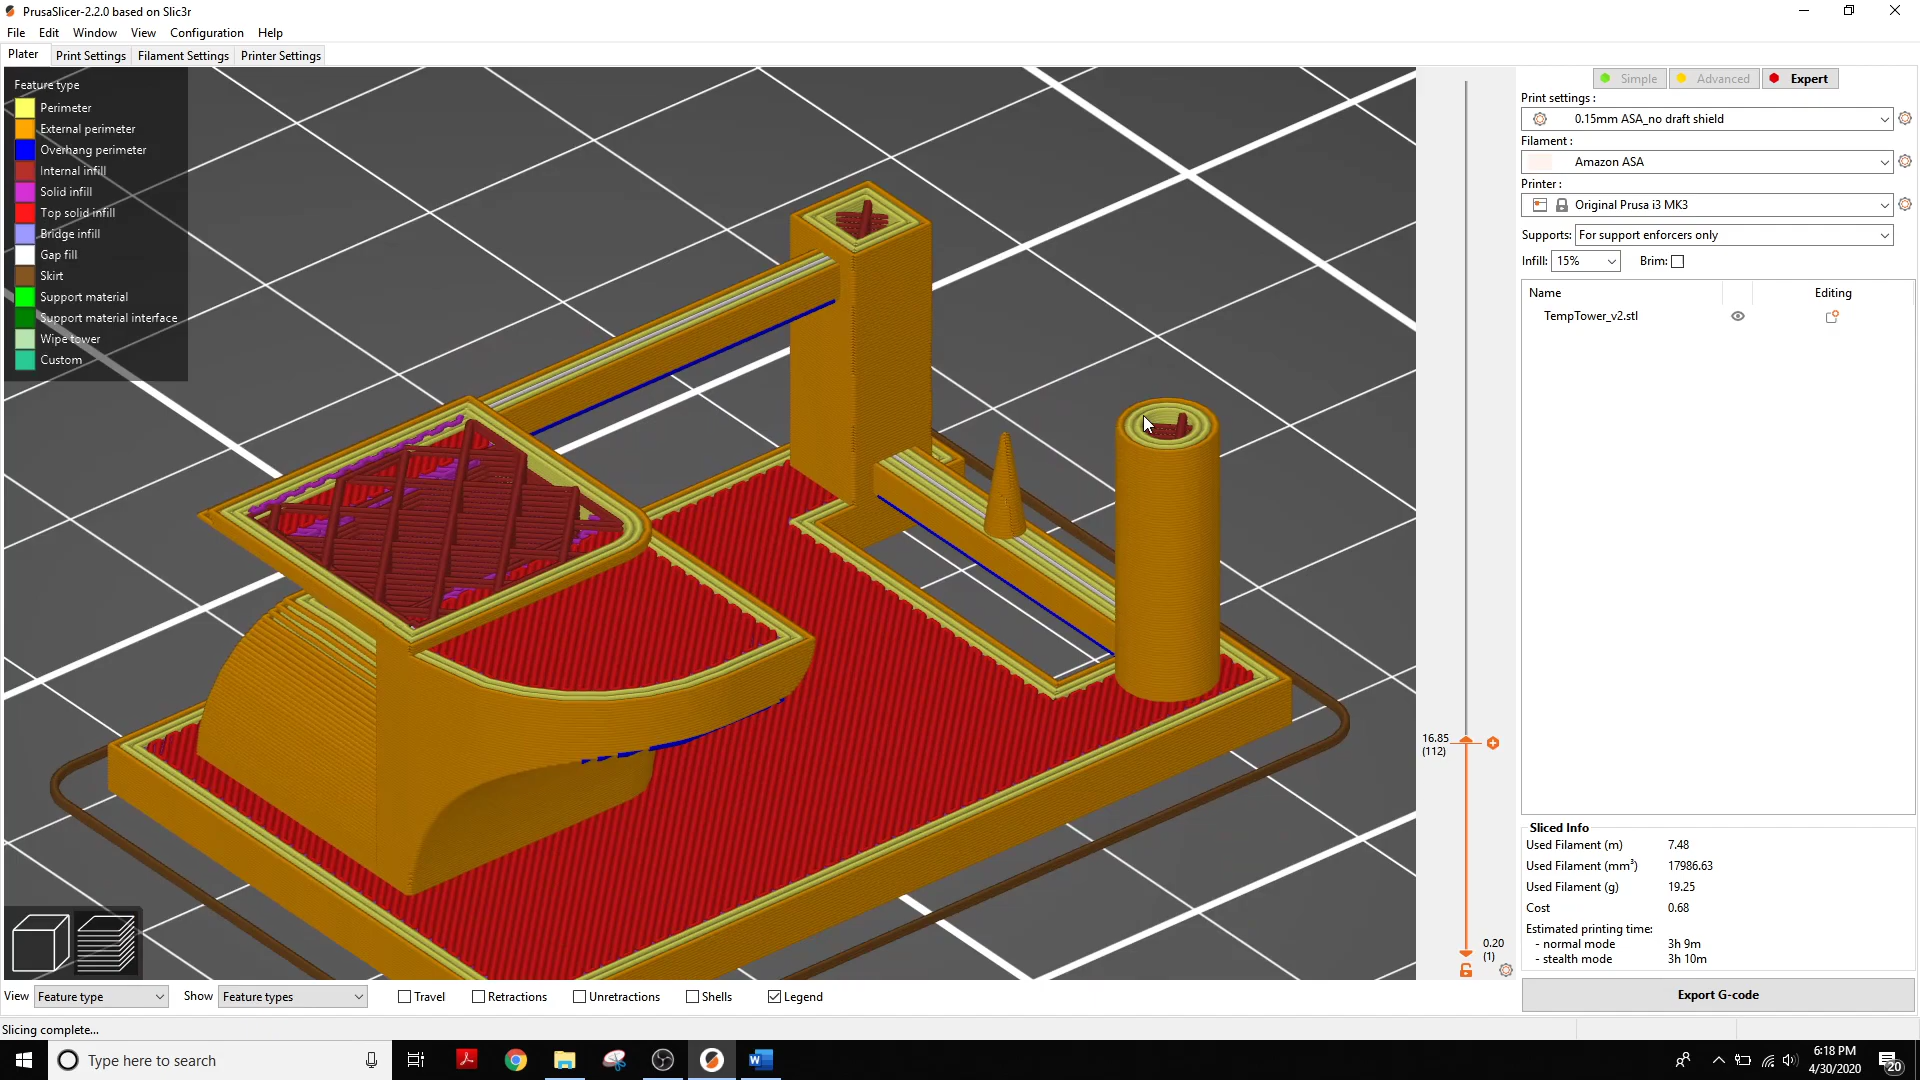 PrusaSlicer-2.2.0 based on Slic3r
File Edit Window View Configuration Help
Plater Print Settings Filament Settings Printer Settings
Feature type
Perimeter
External perimeter
Overhang perimeter
Internal infill
Solid infill
Top solid infill
Bridge infill
Gap fill
Skirt
Support material
Support material interface
Wipe tower
Custom
16.85
(112)
0.20
(1)
Simple Advanced Expert
Print settings :
0.15mm ASA_no draft shield
Filament :
Amazon ASA
Printer :
Original Prusa i3 MK3
Supports: For support enforcers only
Infill: 15% Brim:
Name Editing
TempTower_v2.stl
Sliced Info
Used Filament (m) 7.48
Used Filament (mm³) 17986.63
Used Filament (g) 19.25
Cost 0.68
Estimated printing time:
- normal mode 3h 9m
- stealth mode 3h 10m
Export G-code
View Feature type Show Feature types Travel Retractions Unretractions Shells Legend
Slicing complete...
Type here to search
6:18 PM
4/30/2020
20